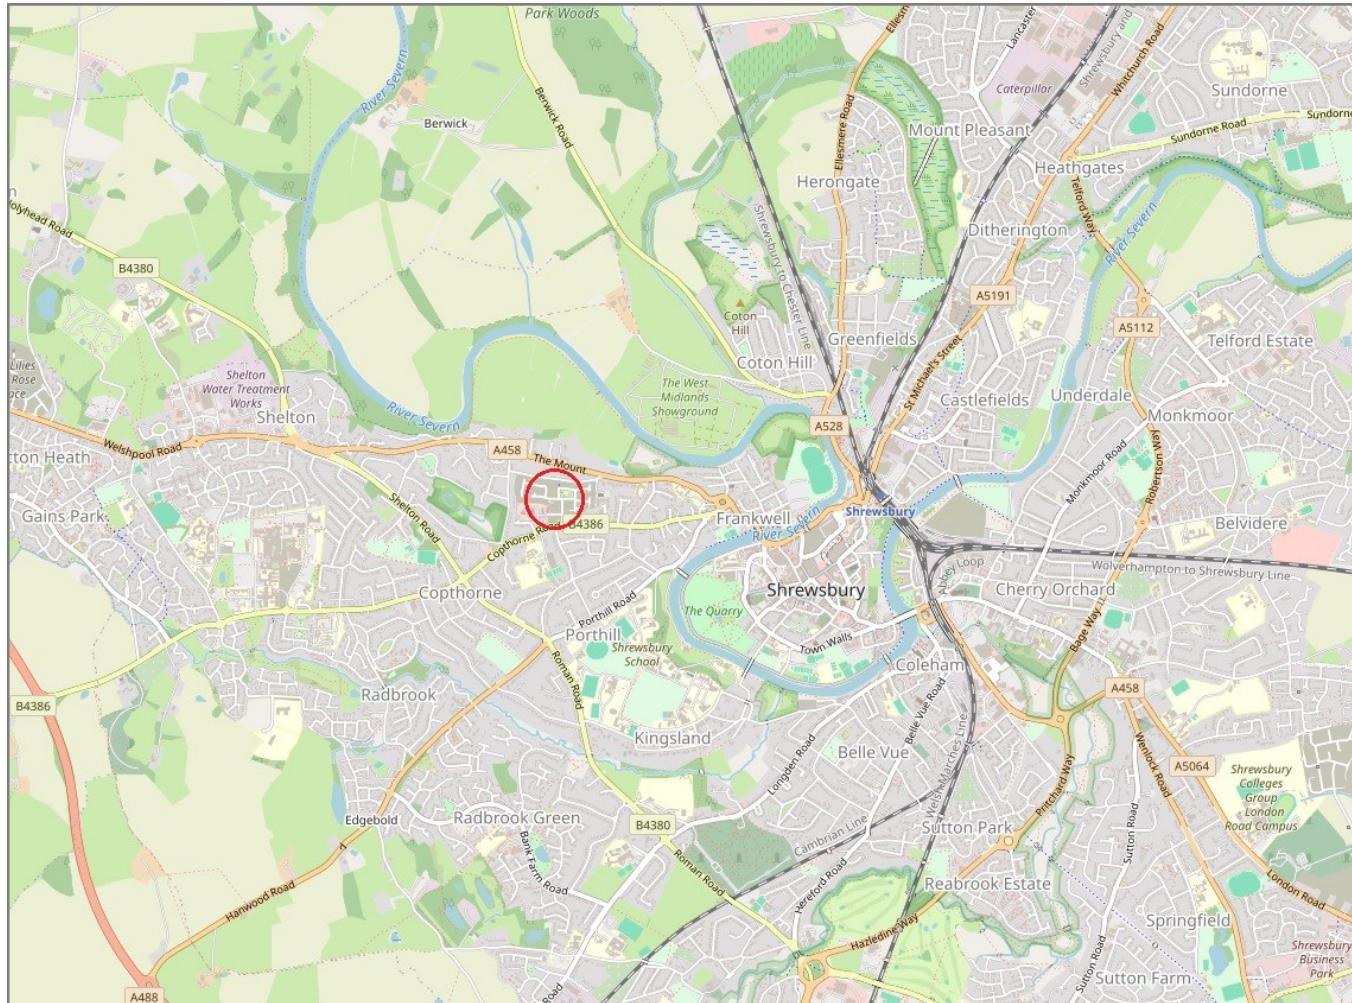 Park Woods
River Severn
Berwick
Berwick Road
Ellesmere Road
Lancaster
Shrewsbury and
Caterpillar
Whitchurch Road
Sundorne
Sundorne Road
Sundorne
Mount Pleasant
Heathgates
Herongate
Telford Way
Ditherington
River Severn
Holyhead Road
B4380
Shrewsbury to Chester Line
A5191
A5112
Coton
Hill
Greenfields
Coton Hill
Telford Estate
Lilies
Rose
Shelton
Water Treatment
Works
Shelton
The West
Midlands
Showground
St Michael's Street
Castlefields
Underdale
Monkmoor
River Severn
A528
Welshpool Road
A458
The Mount
Monkmoor Road
Robertson Way
Gains Park
Shelton Road
Copthorne Road
B4386
Frankwell
River Severn
Shrewsbury
Belvidere
Abbey Loop
Wolverhampton to Shrewsbury Line
Copthorne
Porthill Road
The Quarry
Shrewsbury
Cherry Orchard
Porthill
Shrewsbury
School
Town Walls
Bage Way
Coleham
Roman Road
Radbrook
B4386
A458
Kingsland
Belle Vue Road
Belle Vue
Longden Road
Welsh Marches Line
Pritchard Way
Wenlock Road
A5064
Shrewsbury
Colleges
Group
London
Road Campus
Edgebold
Radbrook Green
B4380
Cambrian Line
Sutton Park
Sutton Road
Bank Farm Road
Roman Road
Hereford Road
Reabrook Estate
London Road
Hanwood Road
Hazledine Way
Springfield
Sutton Road
Shrewsbury
Business
Park
Longden Road
Sutton Farm
A488